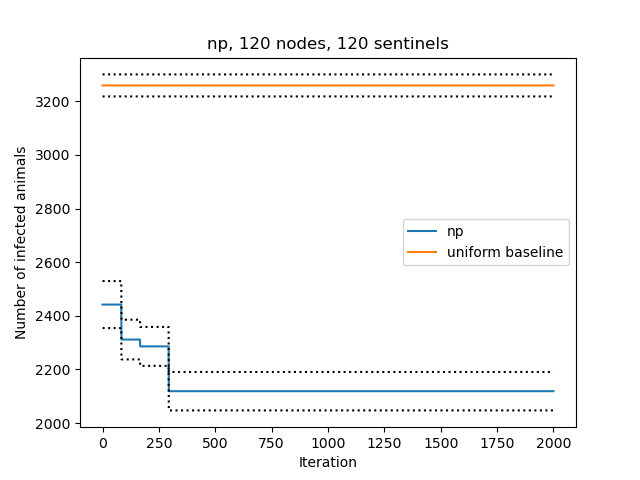 np, 120 nodes, 120 sentinels
Number of infected animals
3200
3000
2800
2600
2400
2200
2000
np
uniform baseline
0 250 500 750 1000 1250 1500 1750 2000
Iteration